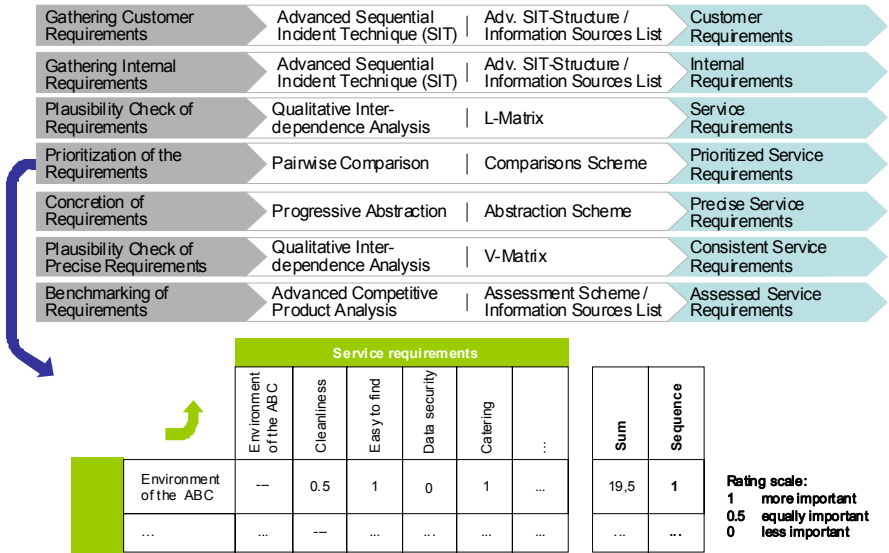 Gathering Customer Requirements
Advanced Sequential Incident Technique (SIT)
Adv. SIT-Structure / Information Sources List
Customer Requirements
Gathering Internal Requirements
Advanced Sequential Incident Technique (SIT)
Adv. SIT-Structure / Information Sources List
Internal Requirements
Plausibility Check of Requirements
Qualitative Inter-dependence Analysis
L-Matrix
Service Requirements
Prioritization of the Requirements
Pairwise Comparison
Comparisons Scheme
Prioritized Service Requirements
Concretion of Requirements
Progressive Abstraction
Abstraction Scheme
Precise Service Requirements
Plausibility Check of Precise Requirements
Qualitative Inter-dependence Analysis
V-Matrix
Consistent Service Requirements
Benchmarking of Requirements
Advanced Competitive Product Analysis
Assessment Scheme / Information Sources List
Assessed Service Requirements
Service requirements
Environment of the ABC
Cleanliness
Easy to find
Data security
Catering
...
Sum
Sequence
Environment of the ABC
---
0.5
1
0
1
...
19,5
1
...
...
---
...
...
...
...
...
...
Rating scale:
1 more important
0.5 equally important
0 less important